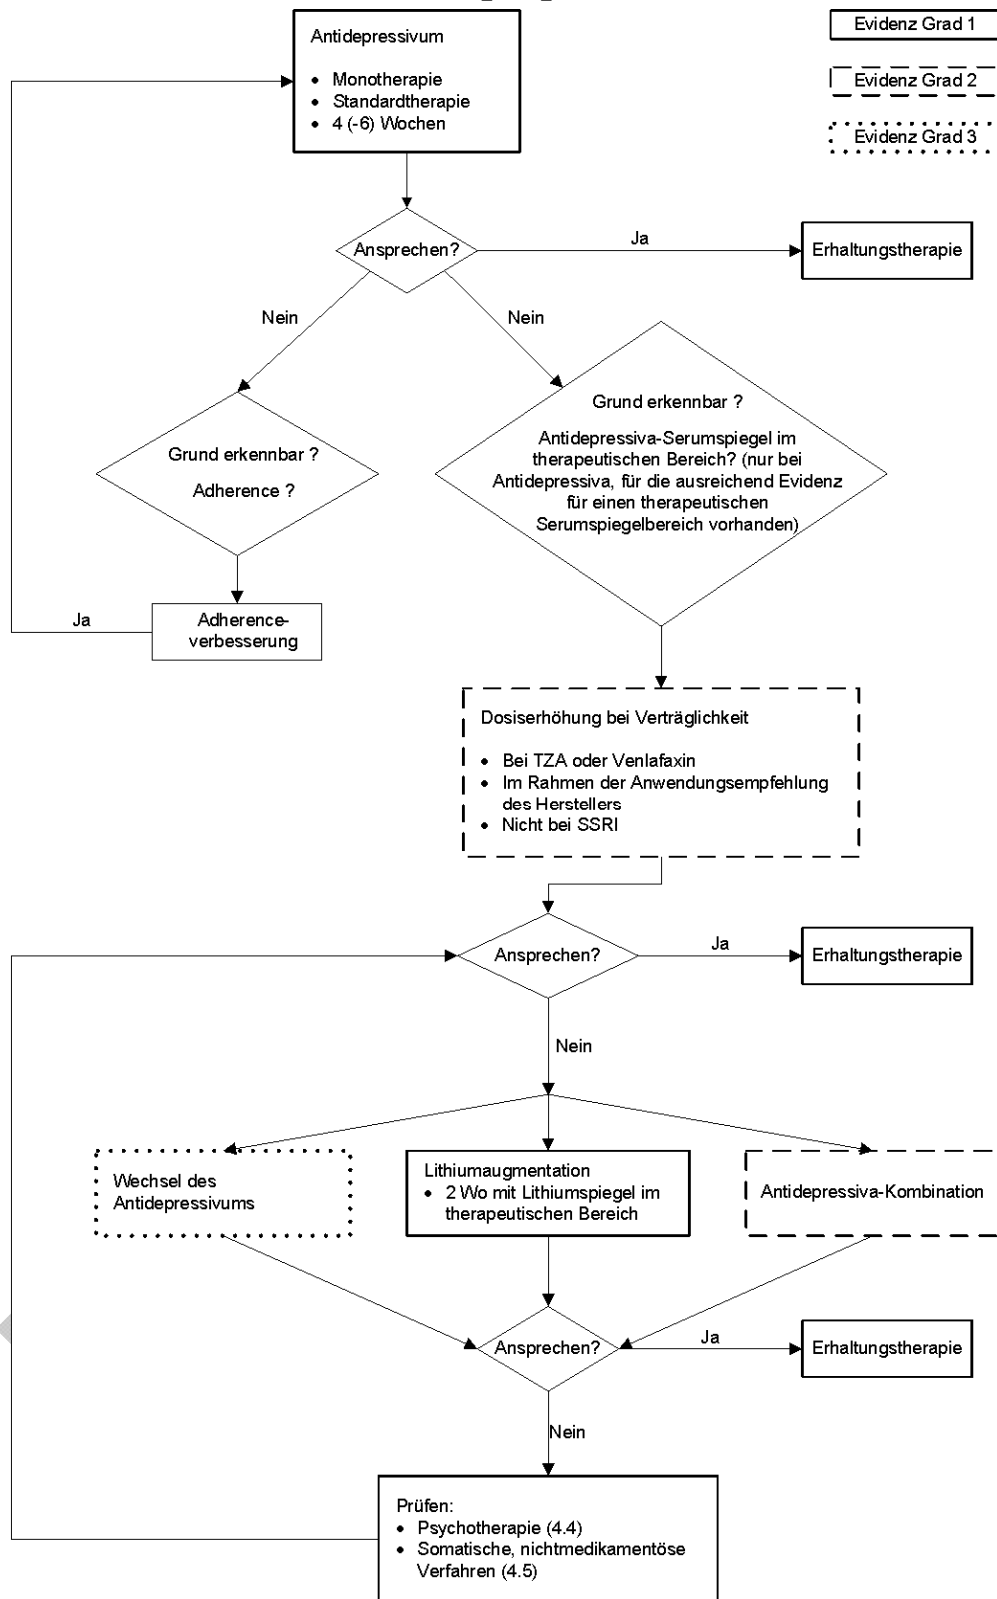 Antidepressivum
• Monotherapie
• Standardtherapie
• 4 (-6) Wochen
Evidenz Grad 1
Evidenz Grad 2
Evidenz Grad 3
Ansprechen?
Ja
Erhaltungstherapie
Nein
Nein
Grund erkennbar ?
Adherence ?
Grund erkennbar ?
Antidepressiva-Serumspiegel im
therapeutischen Bereich? (nur bei
Antidepressiva, für die ausreichend Evidenz
für einen therapeutischen
Serumspiegelbereich vorhanden)
Ja
Adherence-
verbesserung
Dosiserhöhung bei Verträglichkeit
• Bei TZA oder Venlafaxin
• Im Rahmen der Anwendungsempfehlung
des Herstellers
• Nicht bei SSRI
Ansprechen?
Ja
Erhaltungstherapie
Nein
Wechsel des
Antidepressivums
Lithiumaugmentation
• 2 Wo mit Lithiumspiegel im
therapeutischen Bereich
Antidepressiva-Kombination
Ansprechen?
Ja
Erhaltungstherapie
Nein
Prüfen:
• Psychotherapie (4.4)
• Somatische, nichtmedikamentöse
Verfahren (4.5)